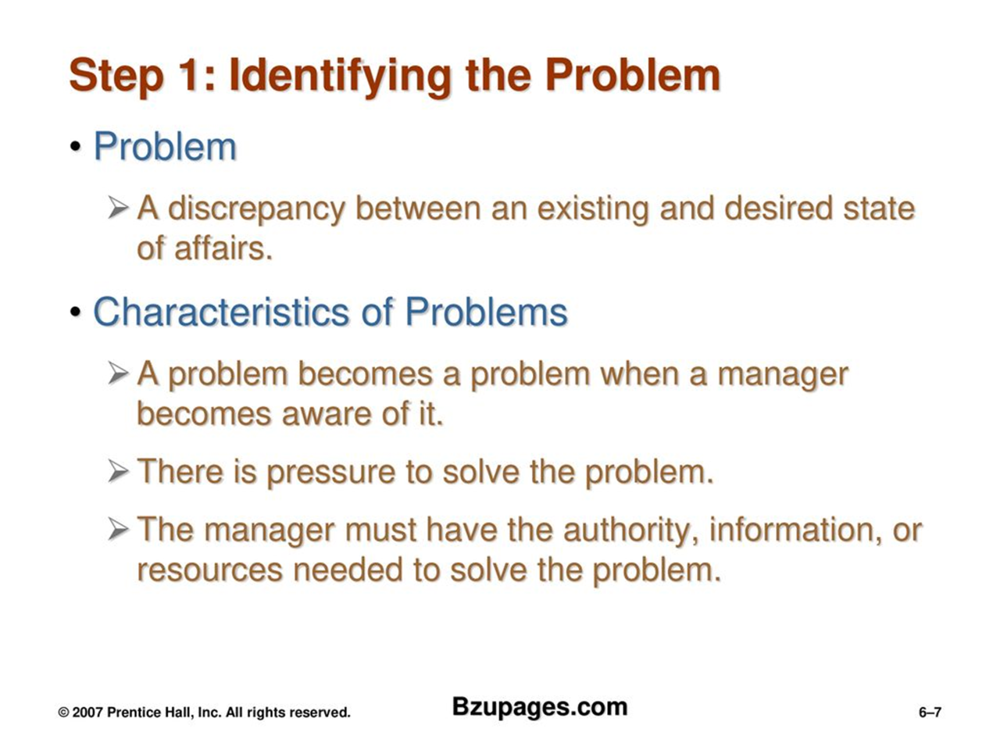 Step 1: Identifying the Problem
• Problem
➢ A discrepancy between an existing and desired state
of affairs.
• Characteristics of Problems
➢ A problem becomes a problem when a manager
becomes aware of it.
➢ There is pressure to solve the problem.
➢ The manager must have the authority, information, or
resources needed to solve the problem.
© 2007 Prentice Hall, Inc. All rights reserved.
Bzupages.com
6–7